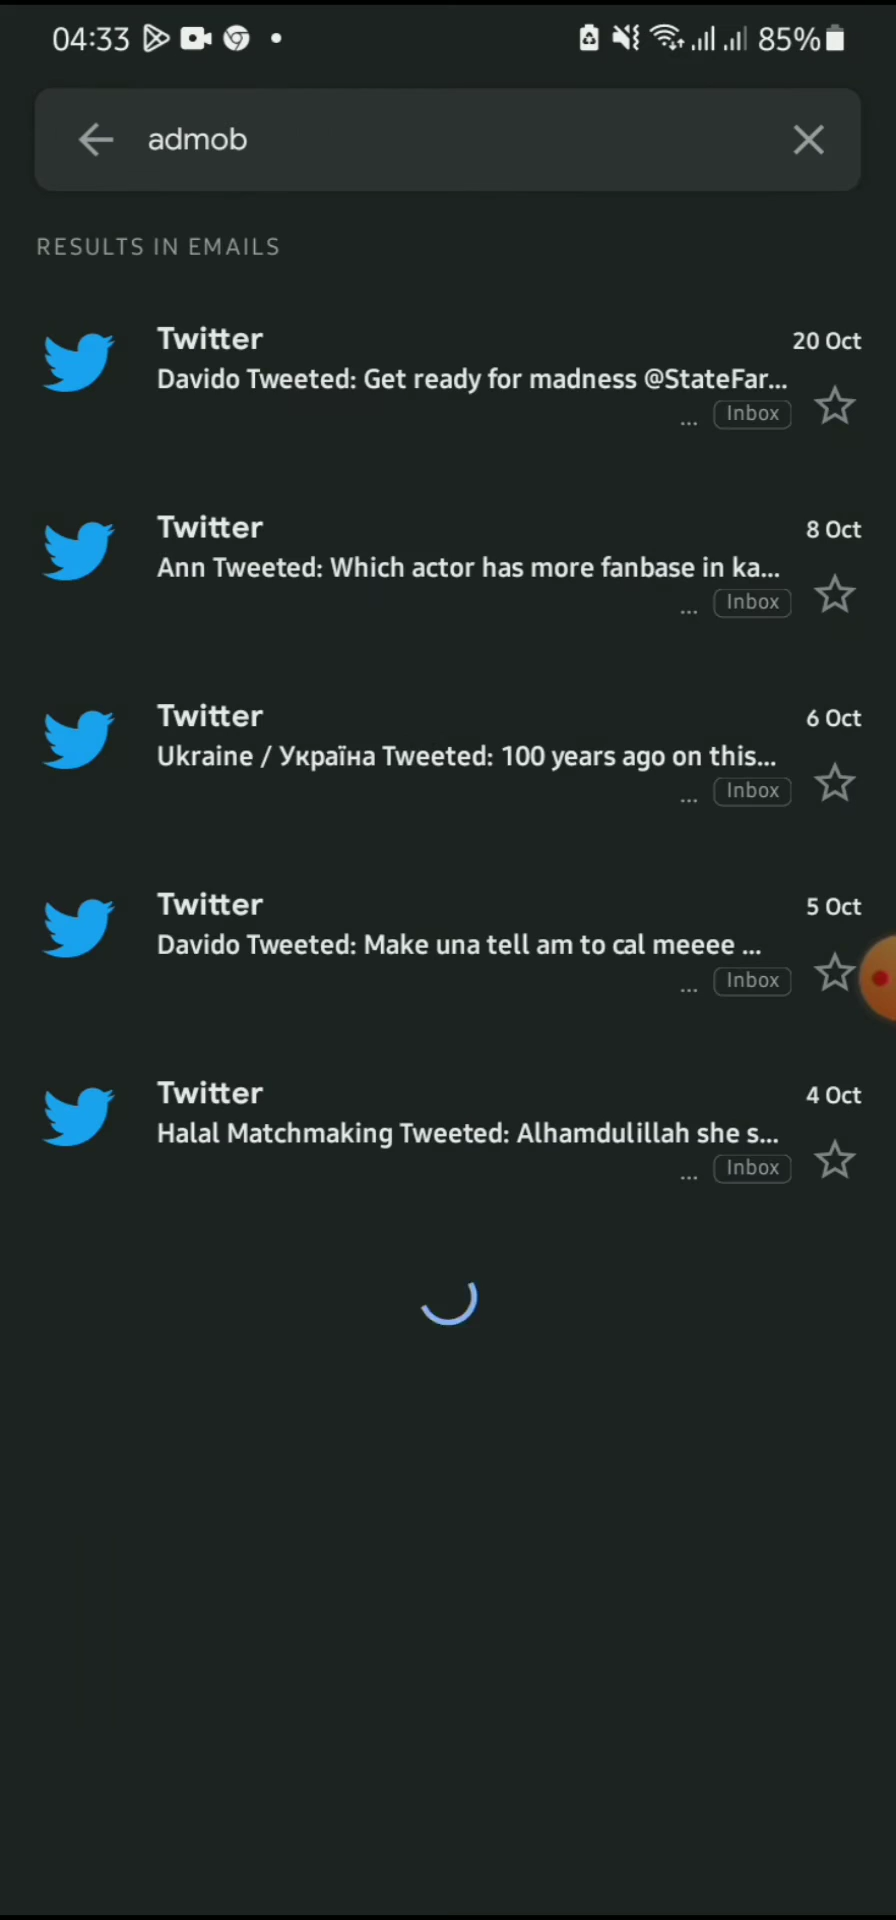 04:33 85%
admob
RESULTS IN EMAILS
Twitter 20 Oct
Davido Tweeted: Get ready for madness @StateFar...
... Inbox
Twitter 8 Oct
Ann Tweeted: Which actor has more fanbase in ka...
... Inbox
Twitter 6 Oct
Ukraine / Україна Tweeted: 100 years ago on this...
... Inbox
Twitter 5 Oct
Davido Tweeted: Make una tell am to cal meeee ...
... Inbox
Twitter 4 Oct
Halal Matchmaking Tweeted: Alhamdulillah she s...
... Inbox